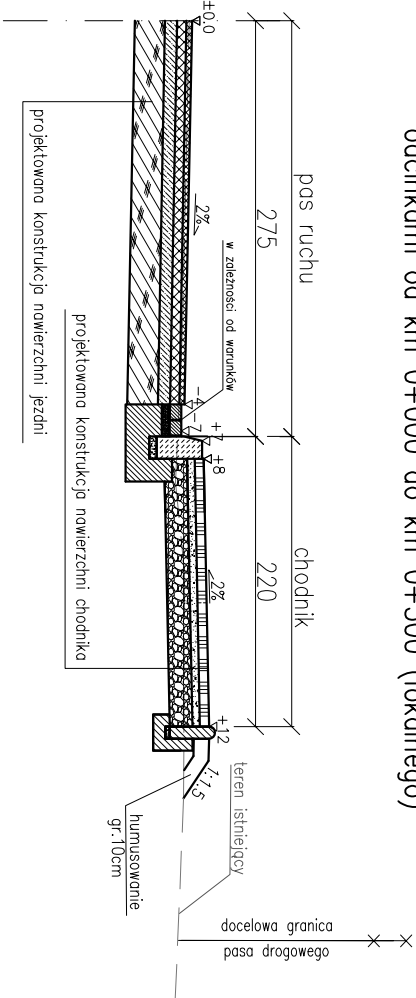 odcinkami od km 0+000 do km 0+500 (lokalnego)
pas ruchu
chodnik
275
220
±0.0
2%
w zależności od warunków
-4
-7
+7
+8
2%
+12
1:1.5
teren istniejący
humusowanie
gr.10cm
projektowana konstrukcja nawierzchni chodnika
projektowana konstrukcja nawierzchni jezdni
docelowa granica
pasa drogowego